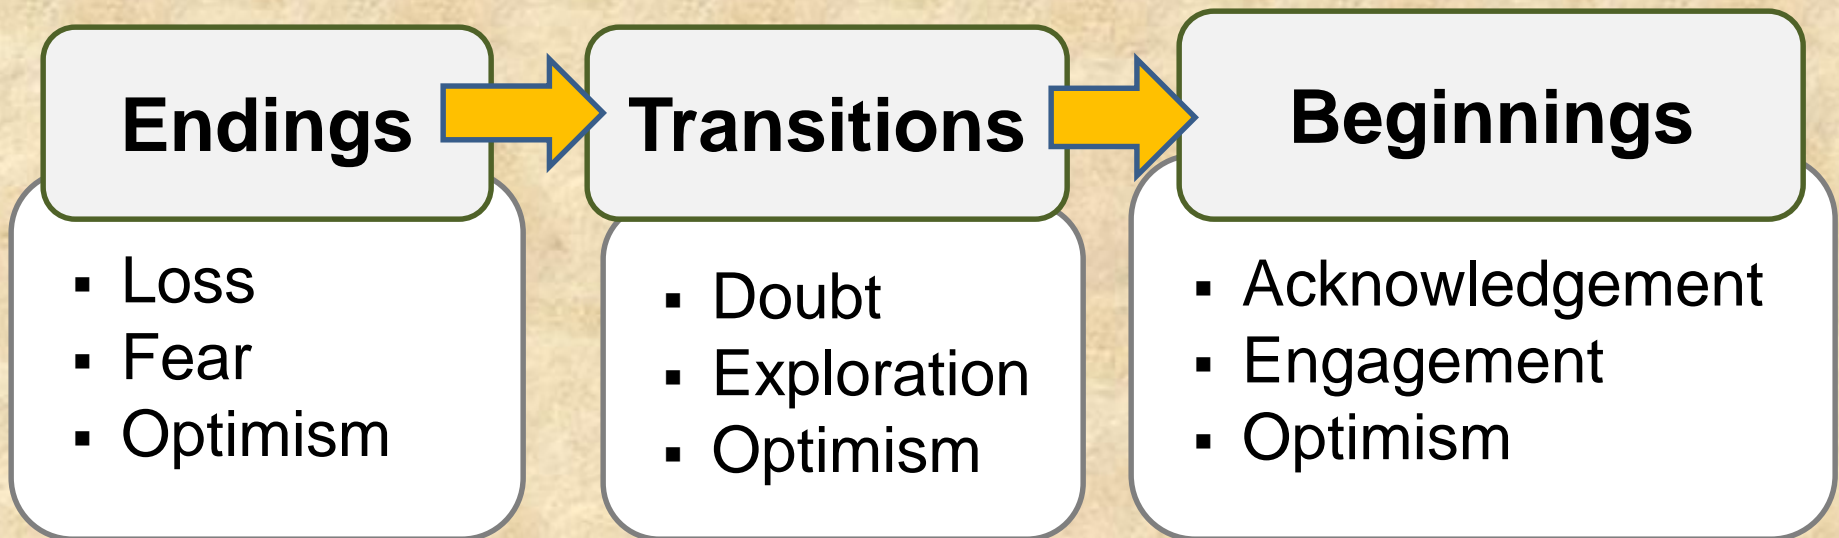 Endings
▪ Loss
▪ Fear
▪ Optimism
Transitions
▪ Doubt
▪ Exploration
▪ Optimism
Beginnings
▪ Acknowledgement
▪ Engagement
▪ Optimism